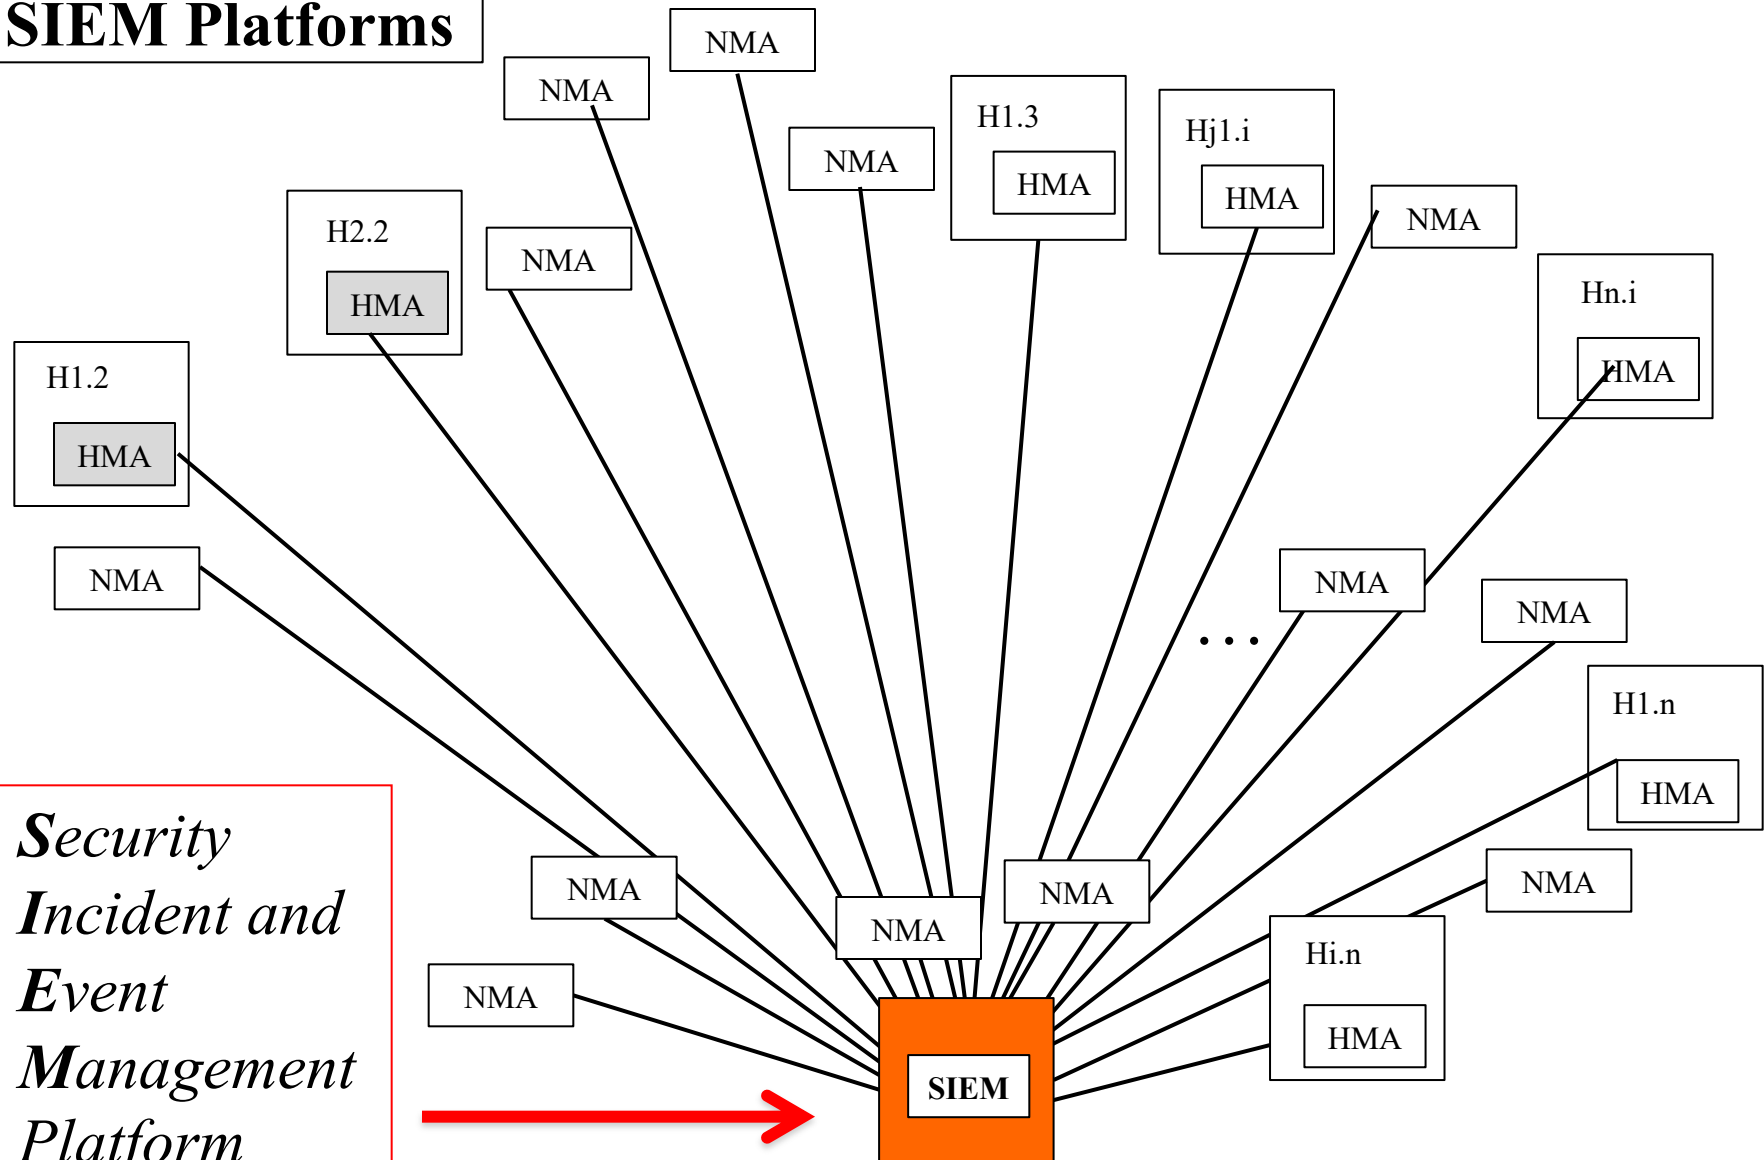 SIEM Platforms
NMA
NMA
H1.3
HMA
Hj1.i
HMA
NMA
NMA
H2.2
HMA
NMA
Hn.i
HMA
H1.2
HMA
NMA
NMA
NMA
...
H1.n
HMA
NMA
NMA
NMA
NMA
Hi.n
HMA
NMA
SIEM
Security
Incident and
Event
Management
Platform